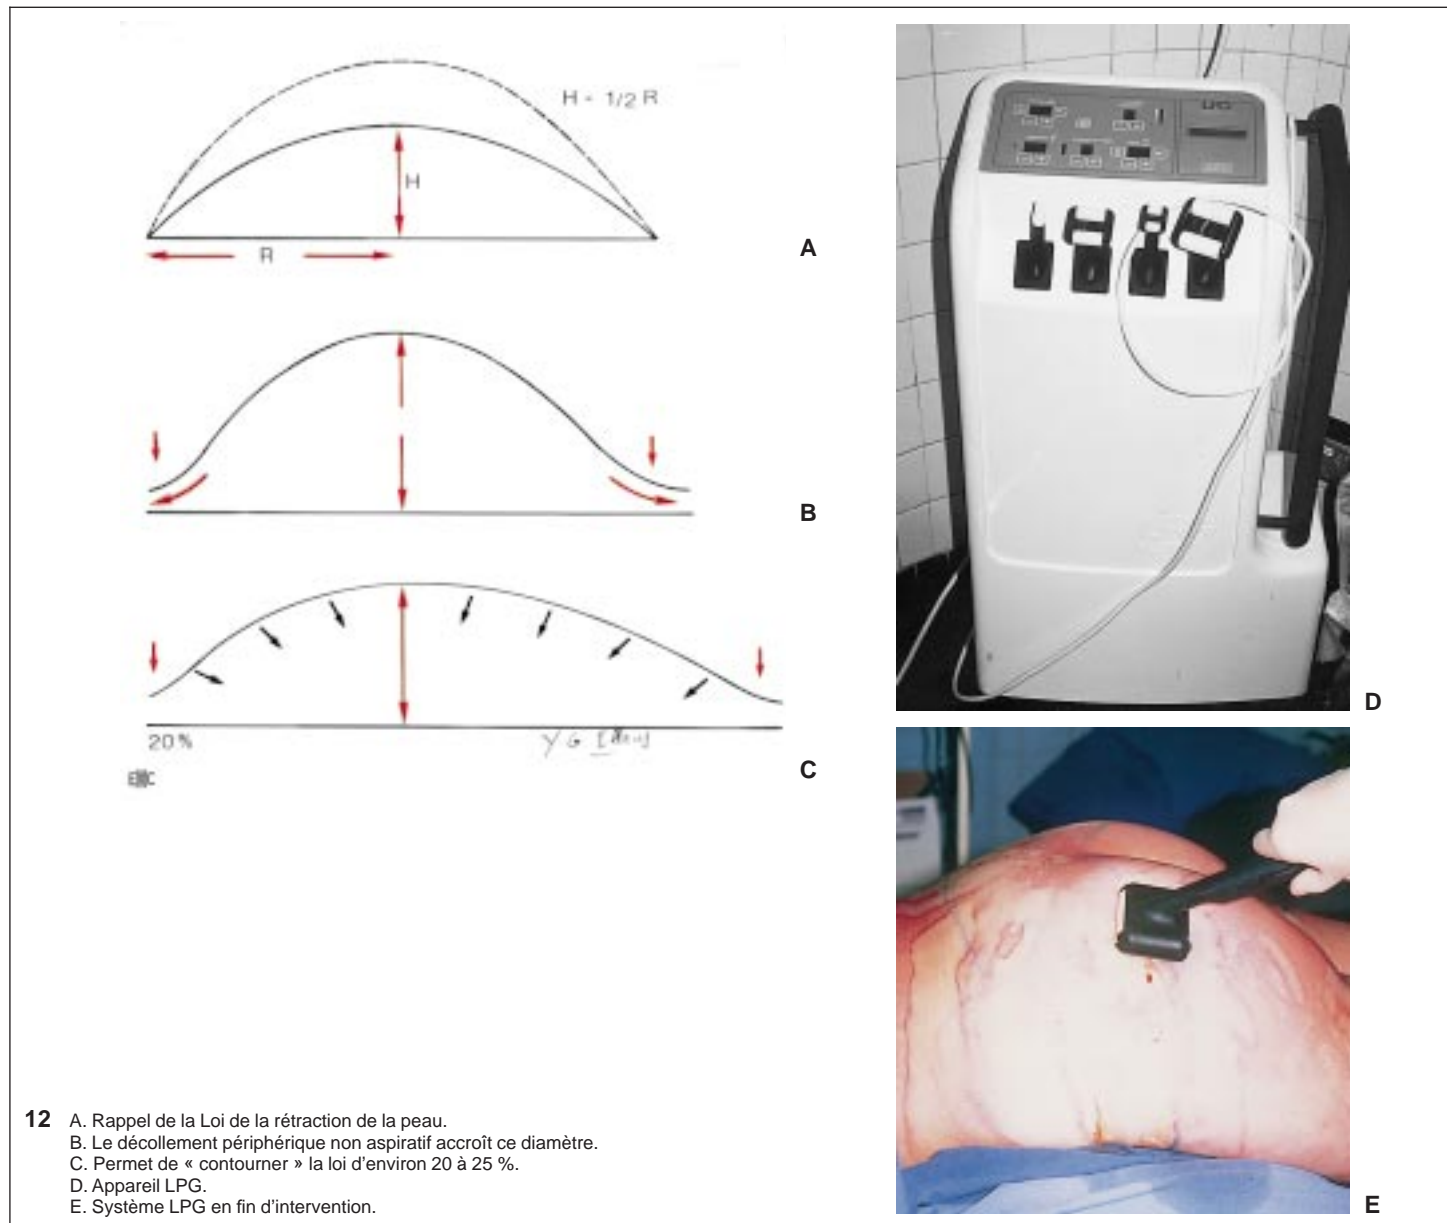 H - 1/2 R
H
R
A
B
20 %
C
LPG
D
E
12 A. Rappel de la Loi de la rétraction de la peau.
B. Le décollement périphérique non aspiratif accroît ce diamètre.
C. Permet de « contourner » la loi d'environ 20 à 25 %.
D. Appareil LPG.
E. Système LPG en fin d'intervention.